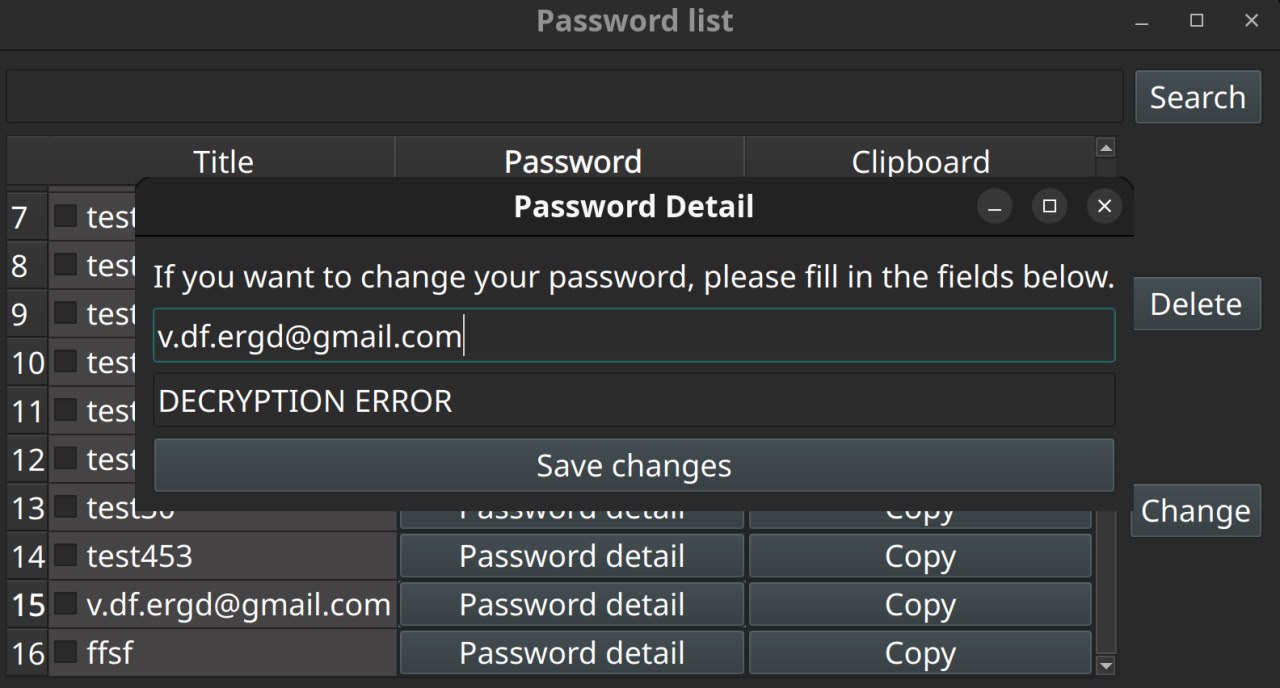 Password list
Search
Title Password Clipboard
Password Detail
7 test
8 test
If you want to change your password, please fill in the fields below.
Delete
9 test
v.df.ergd@gmail.com
10 test
11 test
DECRYPTION ERROR
12 test
Save changes
13 Password detail Copy
Change
14 test453 Password detail Copy
15 v.df.ergd@gmail.com Password detail Copy
16 ffsf Password detail Copy